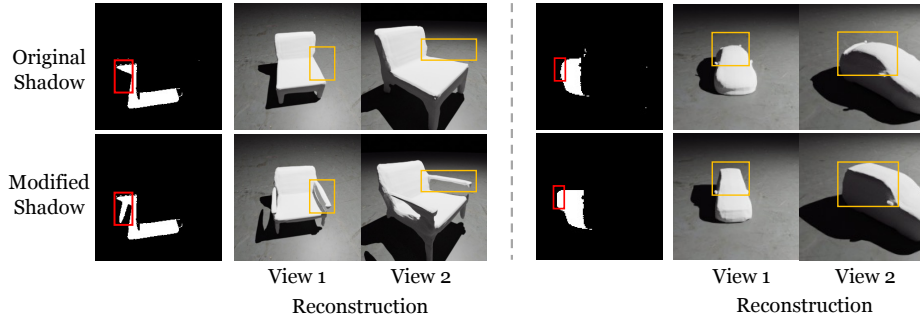 Original
Shadow
Modified
Shadow
View 1 View 2 View 1 View 2
Reconstruction Reconstruction